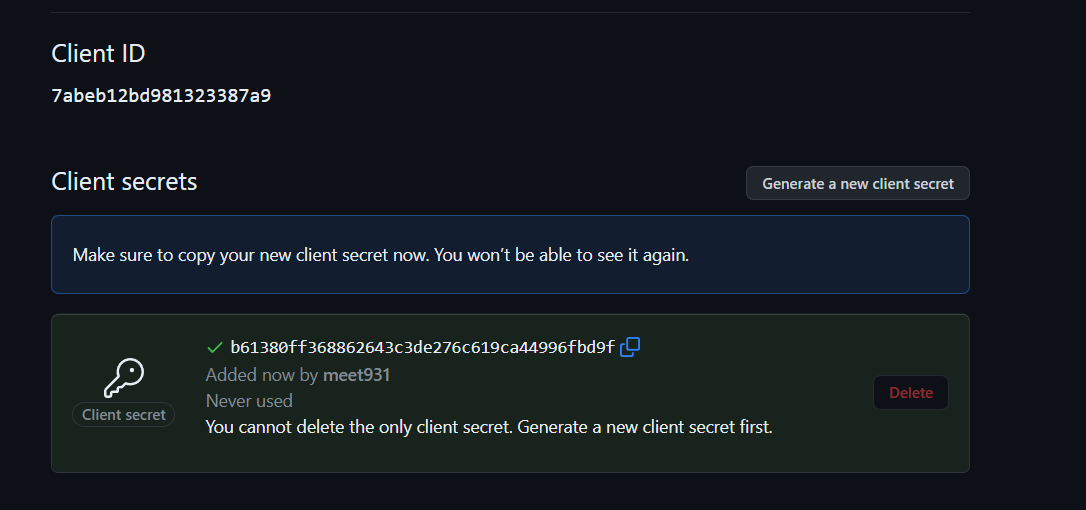 Client ID
7abeb12bd981323387a9
Client secrets
Generate a new client secret
Make sure to copy your new client secret now. You won’t be able to see it again.
b61380ff368862643c3de276c619ca44996fbd9f
Added now by meet931
Never used
You cannot delete the only client secret. Generate a new client secret first.
Client secret
Delete